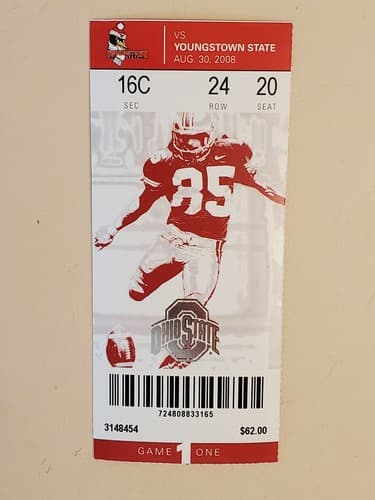 VS
YOUNGSTOWN STATE
AUG. 30, 2008
16C 24 20
SEC ROW SEAT
85
OHIO STATE
724808833165
3148454 $62.00
GAME 1 ONE